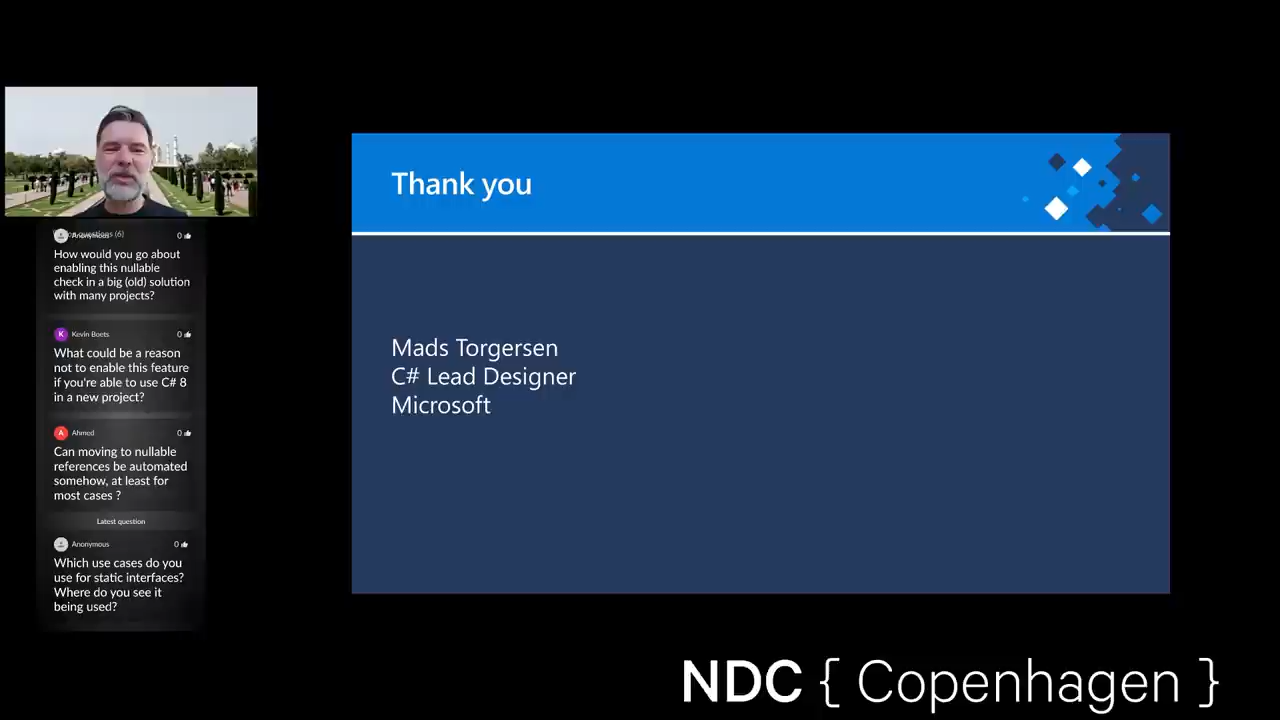 Thank you
Mads Torgersen
C# Lead Designer
Microsoft
questions (6)
Anonymous
0
How would you go about
enabling this nullable
check in a big (old) solution
with many projects?
K
Kevin Boets
0
What could be a reason
not to enable this feature
if you're able to use C# 8
in a new project?
A
Ahmed
0
Can moving to nullable
references be automated
somehow, at least for
most cases ?
Latest question
Anonymous
0
Which use cases do you
use for static interfaces?
Where do you see it
being used?
NDC { Copenhagen }